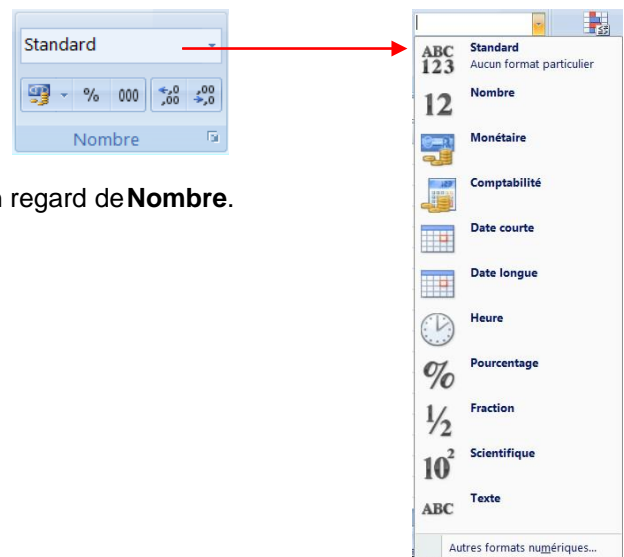 Standard
% 000 ,00 ,0 ,00 ,0
Nombre
regard de Nombre.
ABC
123
Standard
Aucun format particulier
12
Nombre
Monétaire
Comptabilité
Date courte
Date longue
Heure
%
Pourcentage
1/2
Fraction
10²
Scientifique
ABC
Texte
Autres formats numériques...